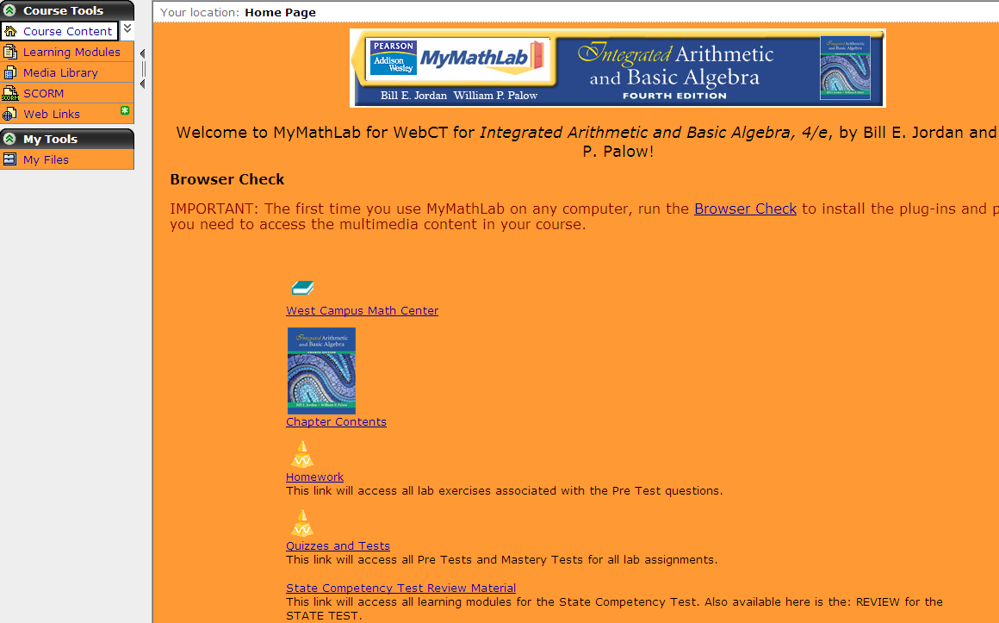 Course Tools
Course Content
Learning Modules
Media Library
SCORM
Web Links
My Tools
My Files
Your location: Home Page
PEARSON
Addison
Wesley
MyMathLab
Integrated Arithmetic
and Basic Algebra
FOURTH EDITION
Bill E. Jordan William P. Palow
Welcome to MyMathLab for WebCT for Integrated Arithmetic and Basic Algebra, 4/e, by Bill E. Jordan and
P. Palow!
Browser Check
IMPORTANT: The first time you use MyMathLab on any computer, run the Browser Check to install the plug-ins and p
you need to access the multimedia content in your course.
West Campus Math Center
Integrated Arithmetic
and Basic Algebra
FOURTH EDITION
Bill E. Jordan • William P. Palow
Chapter Contents
Homework
This link will access all lab exercises associated with the Pre Test questions.
Quizzes and Tests
This link will access all Pre Tests and Mastery Tests for all lab assignments.
State Competency Test Review Material
This link will access all learning modules for the State Competency Test. Also available here is the: REVIEW for the
STATE TEST.